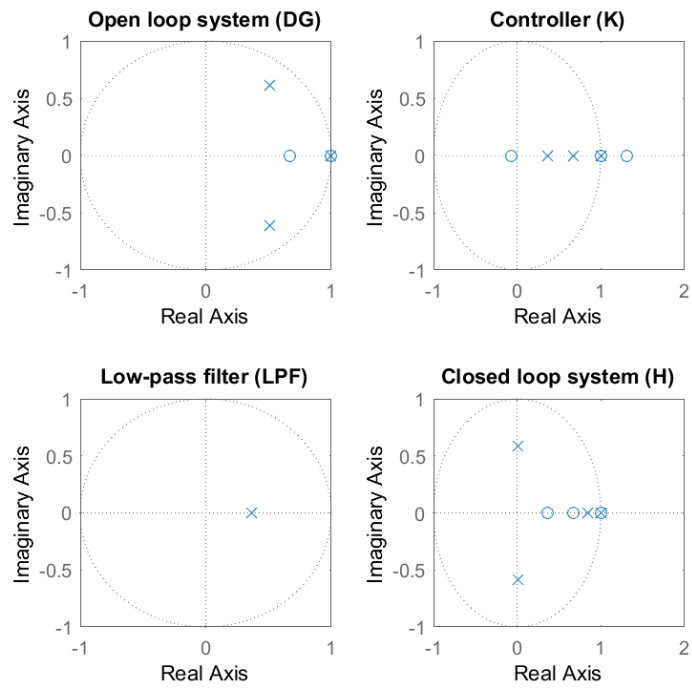 Open loop system (DG)
1
0.5
0
-0.5
-1
Imaginary Axis
-1
0
1
Real Axis
Controller (K)
1
0.5
0
-0.5
-1
Imaginary Axis
-1
0
1
2
Real Axis
Low-pass filter (LPF)
1
0.5
0
-0.5
-1
Imaginary Axis
-1
0
1
Real Axis
Closed loop system (H)
1
0.5
0
-0.5
-1
Imaginary Axis
-1
0
1
2
Real Axis